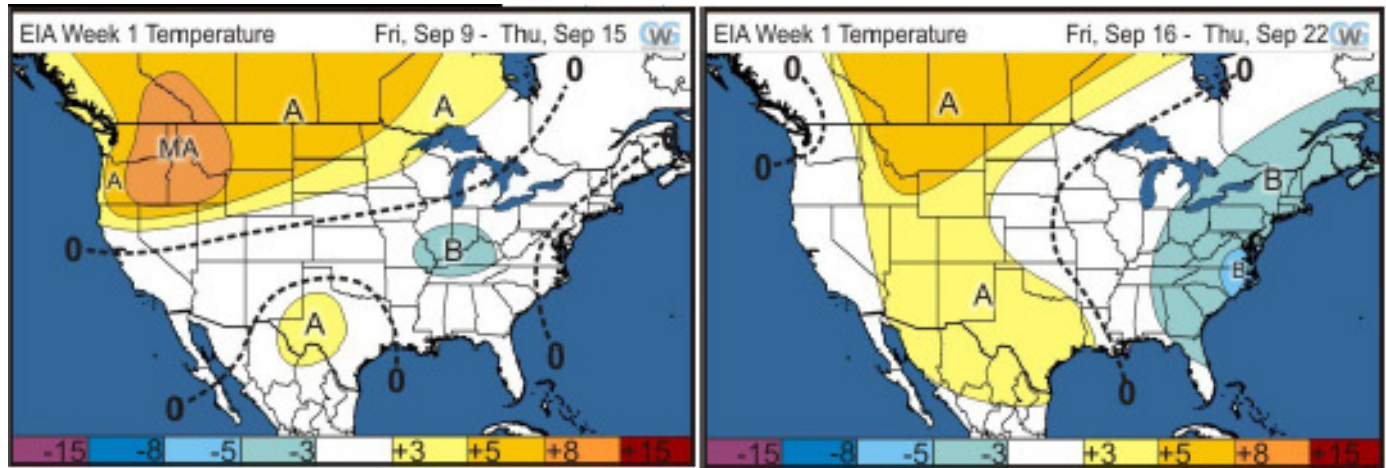 EIA Week 1 Temperature Fri, Sep 9 - Thu, Sep 15 CWG
0
A
A
MA
A
0
B
0
A
0
0
0
-15 -8 -5 -3 +3 +5 +8 +15
EIA Week 1 Temperature Fri, Sep 16 - Thu, Sep 22 CWG
0
0
A
0
B
B
A
0
-15 -8 -5 -3 +3 +5 +8 +15